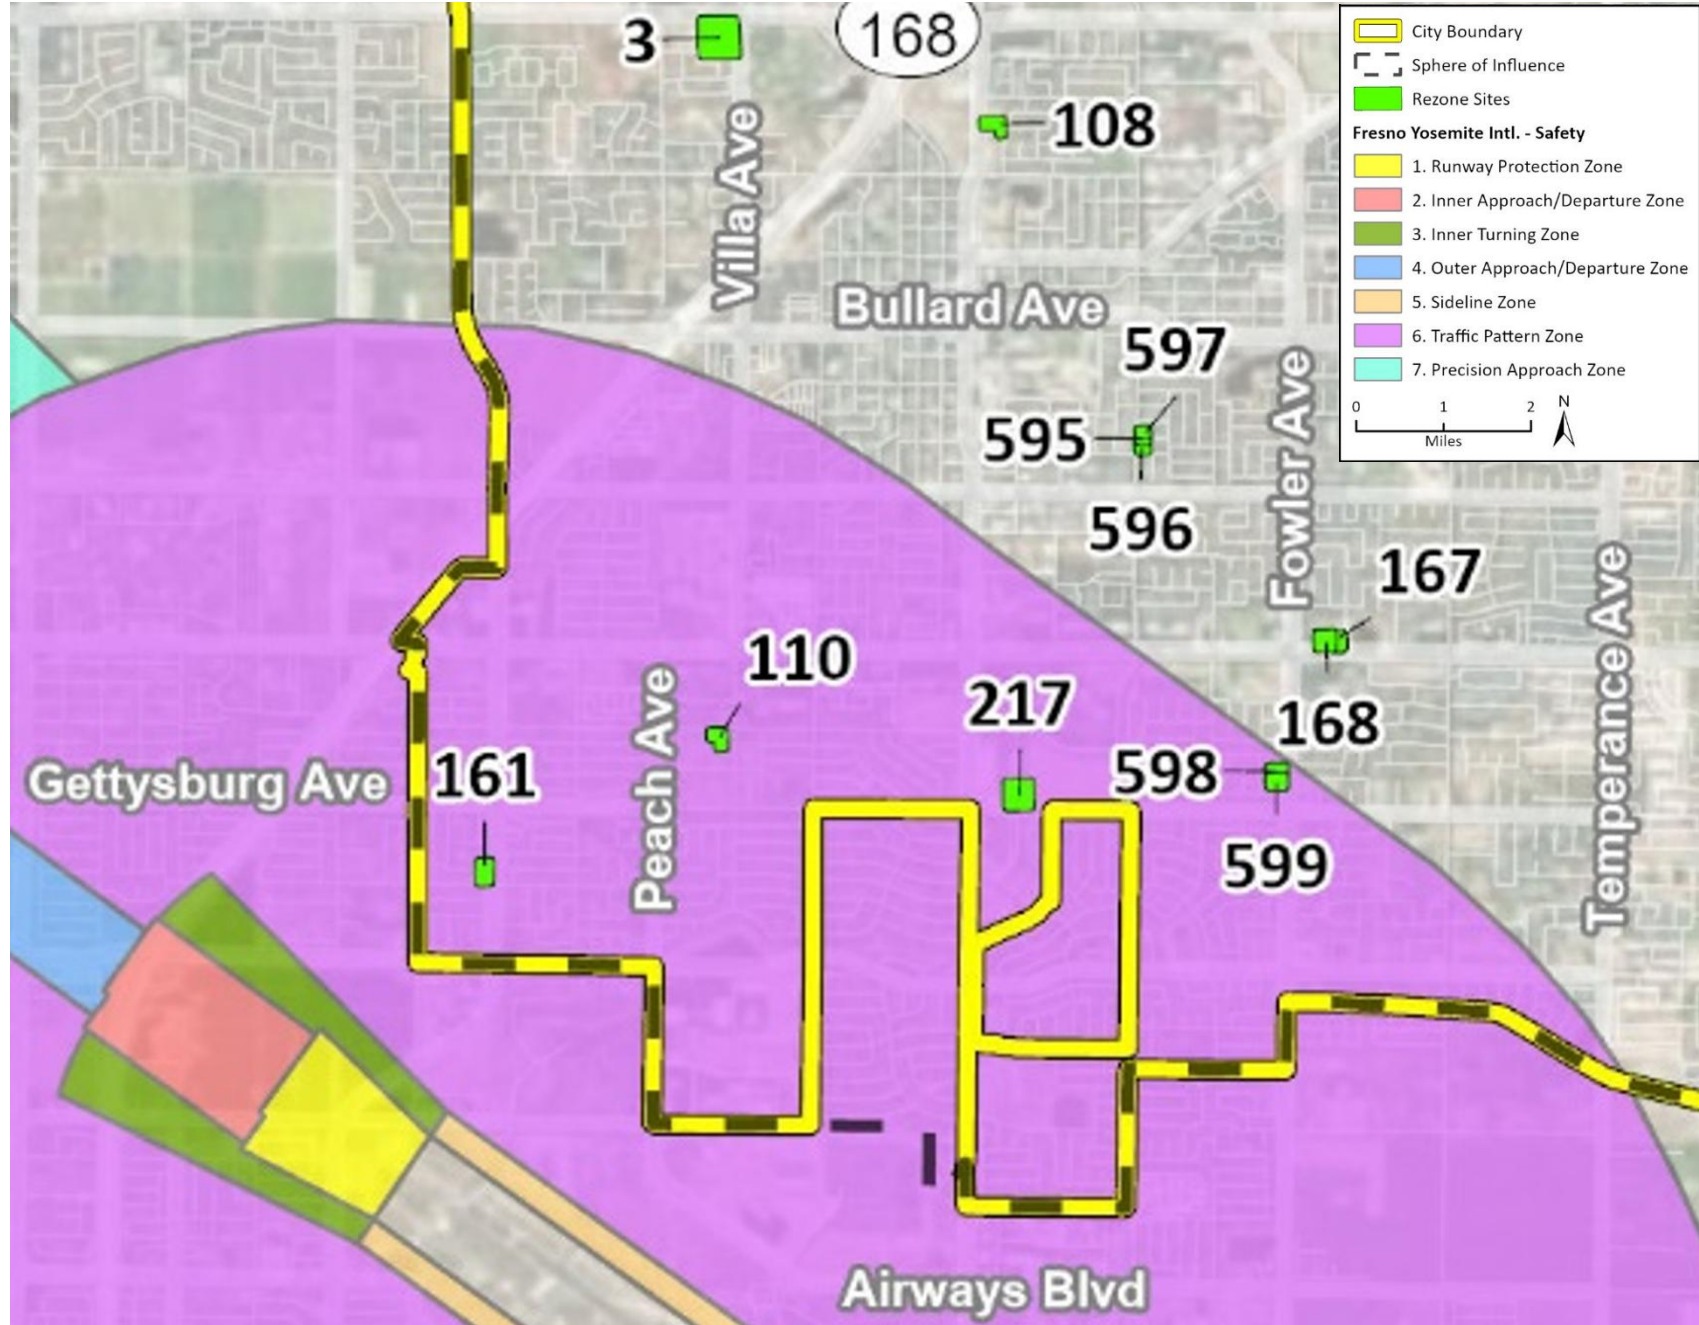 3
168
108
Villa Ave
Bullard Ave
597
595
596
Fowler Ave
167
168
Temperance Ave
110
Peach Ave
217
598
599
Gettysburg Ave
161
Airways Blvd
City Boundary
Sphere of Influence
Rezone Sites
Fresno Yosemite Intl. - Safety
1. Runway Protection Zone
2. Inner Approach/Departure Zone
3. Inner Turning Zone
4. Outer Approach/Departure Zone
5. Sideline Zone
6. Traffic Pattern Zone
7. Precision Approach Zone
0 1 2
Miles
N